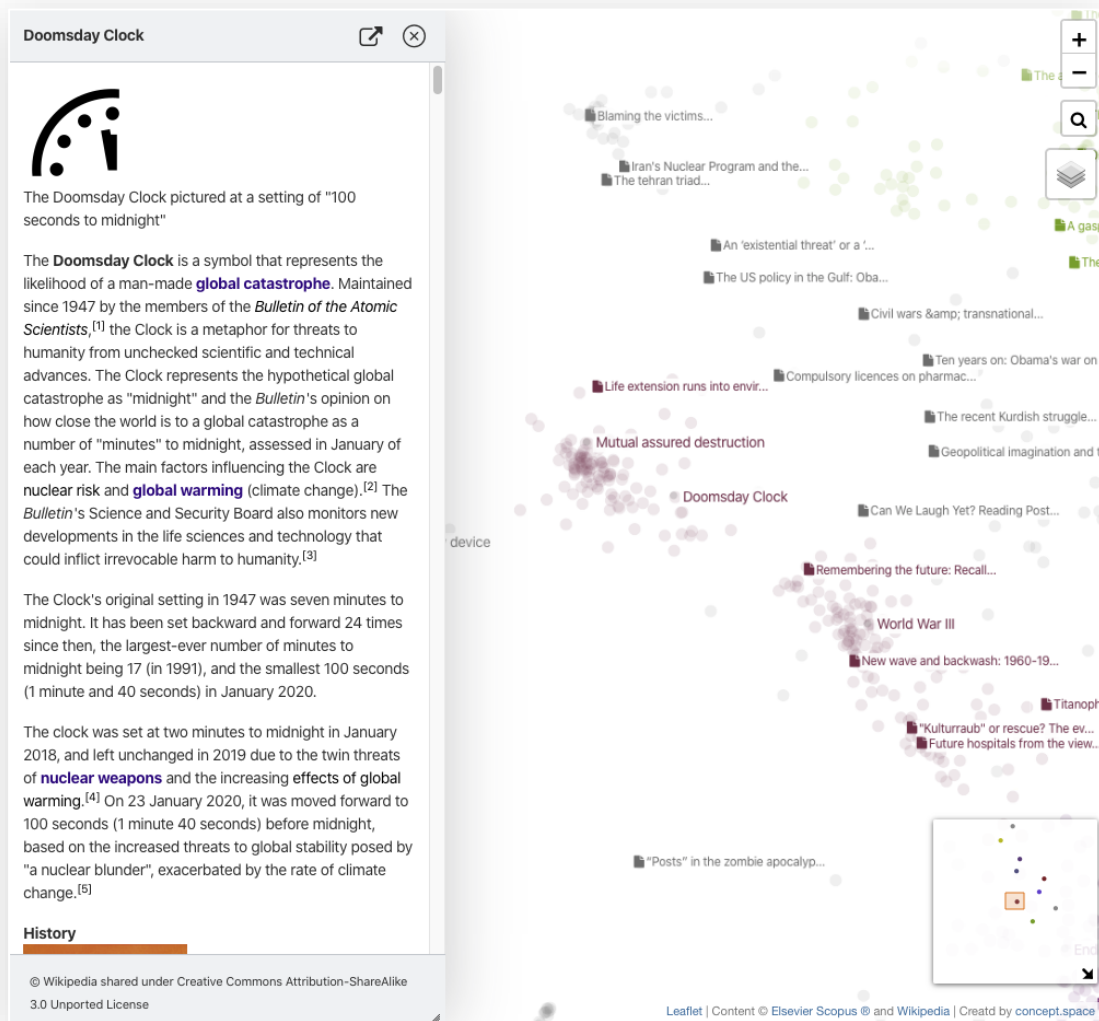 Doomsday Clock
The Doomsday Clock pictured at a setting of "100
seconds to midnight"
The Doomsday Clock is a symbol that represents the
likelihood of a man-made global catastrophe. Maintained
since 1947 by the members of the Bulletin of the Atomic
Scientists,[1] the Clock is a metaphor for threats to
humanity from unchecked scientific and technical
advances. The Clock represents the hypothetical global
catastrophe as "midnight" and the Bulletin's opinion on
how close the world is to a global catastrophe as a
number of "minutes" to midnight, assessed in January of
each year. The main factors influencing the Clock are
nuclear risk and global warming (climate change).[2] The
Bulletin's Science and Security Board also monitors new
developments in the life sciences and technology that
could inflict irrevocable harm to humanity.[3]
The Clock's original setting in 1947 was seven minutes to
midnight. It has been set backward and forward 24 times
since then, the largest-ever number of minutes to
midnight being 17 (in 1991), and the smallest 100 seconds
(1 minute and 40 seconds) in January 2020.
The clock was set at two minutes to midnight in January
2018, and left unchanged in 2019 due to the twin threats
of nuclear weapons and the increasing effects of global
warming.[4] On 23 January 2020, it was moved forward to
100 seconds (1 minute 40 seconds) before midnight,
based on the increased threats to global stability posed by
"a nuclear blunder", exacerbated by the rate of climate
change.[5]
History
© Wikipedia shared under Creative Commons Attribution-ShareAlike
3.0 Unported License
The a
Blaming the victims...
Iran's Nuclear Program and the...
The tehran triad...
A gasp
An 'existential threat' or a '...
The
The US policy in the Gulf: Oba...
Civil wars &amp; transnational...
Ten years on: Obama's war on
Compulsory licences on pharmac...
Life extension runs into envir...
The recent Kurdish struggle...
Mutual assured destruction
Geopolitical imagination and t
Doomsday Clock
Can We Laugh Yet? Reading Post...
device
Remembering the future: Recall...
World War III
New wave and backwash: 1960-19...
Titanoph
"Kulturraub" or rescue? The ev...
Future hospitals from the view...
"Posts" in the zombie apocalyp...
End
+
−
Leaflet | Content © Elsevier Scopus ® and Wikipedia | Creatd by concept.space